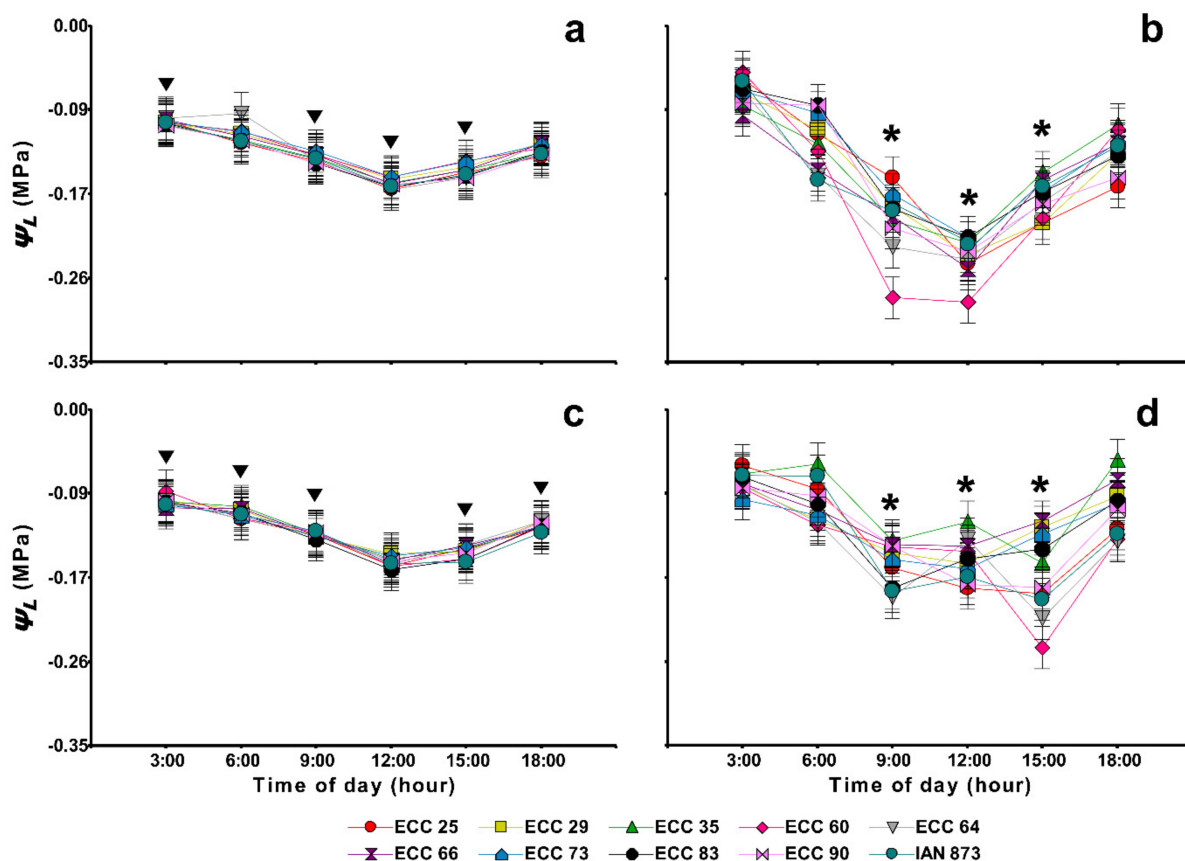 0.00
a
b
-0.09
-0.17
-0.26
-0.35
Ψ_L (MPa)
* *
*
0.00
c
d
-0.09
-0.17
-0.26
-0.35
Ψ_L (MPa)
* * *
3:00 6:00 9:00 12:00 15:00 18:00
3:00 6:00 9:00 12:00 15:00 18:00
Time of day (hour)
Time of day (hour)
ECC 25 ECC 29 ECC 35 ECC 60 ECC 64
ECC 66 ECC 73 ECC 83 ECC 90 IAN 873